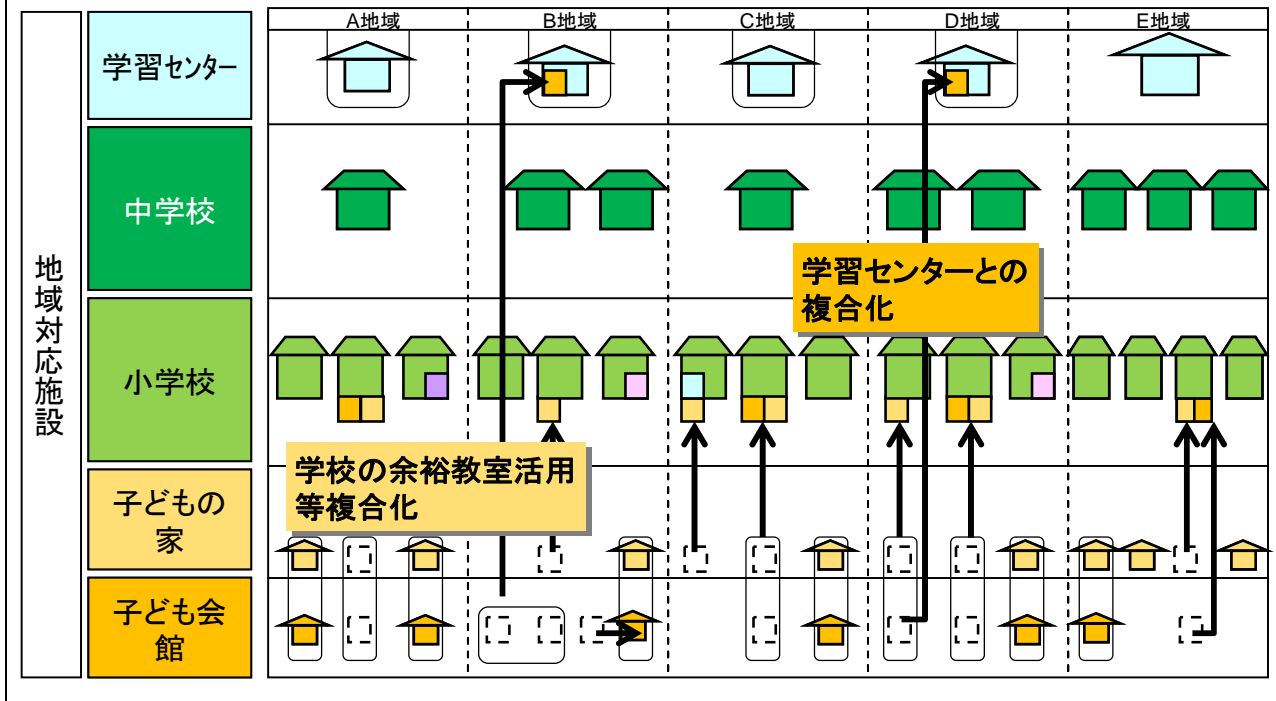 A地域
B地域
C地域
D地域
E地域
地域対応施設
学習センター
中学校
小学校
子どもの
家
子ども会
館
学習センターとの
複合化
学校の余裕教室活用
等複合化